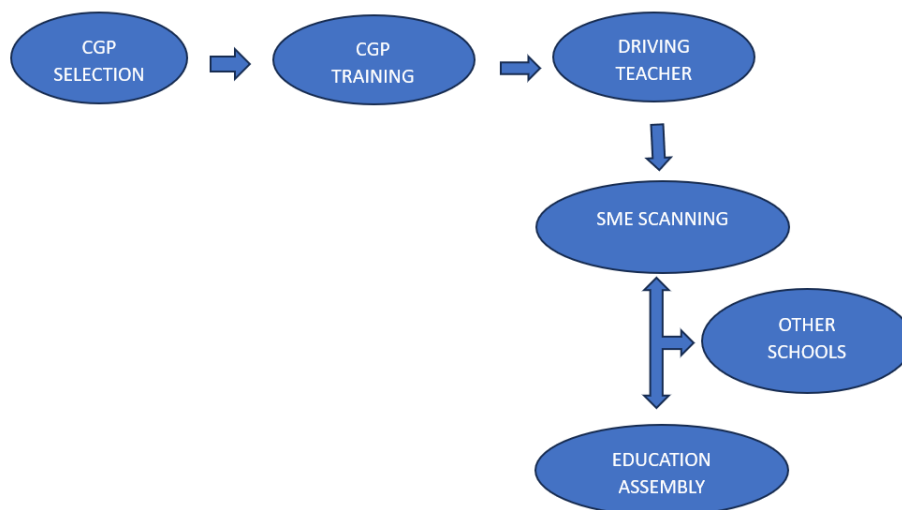 CGP
SELECTION
CGP
TRAINING
DRIVING
TEACHER
SME SCANNING
OTHER
SCHOOLS
EDUCATION
ASSEMBLY